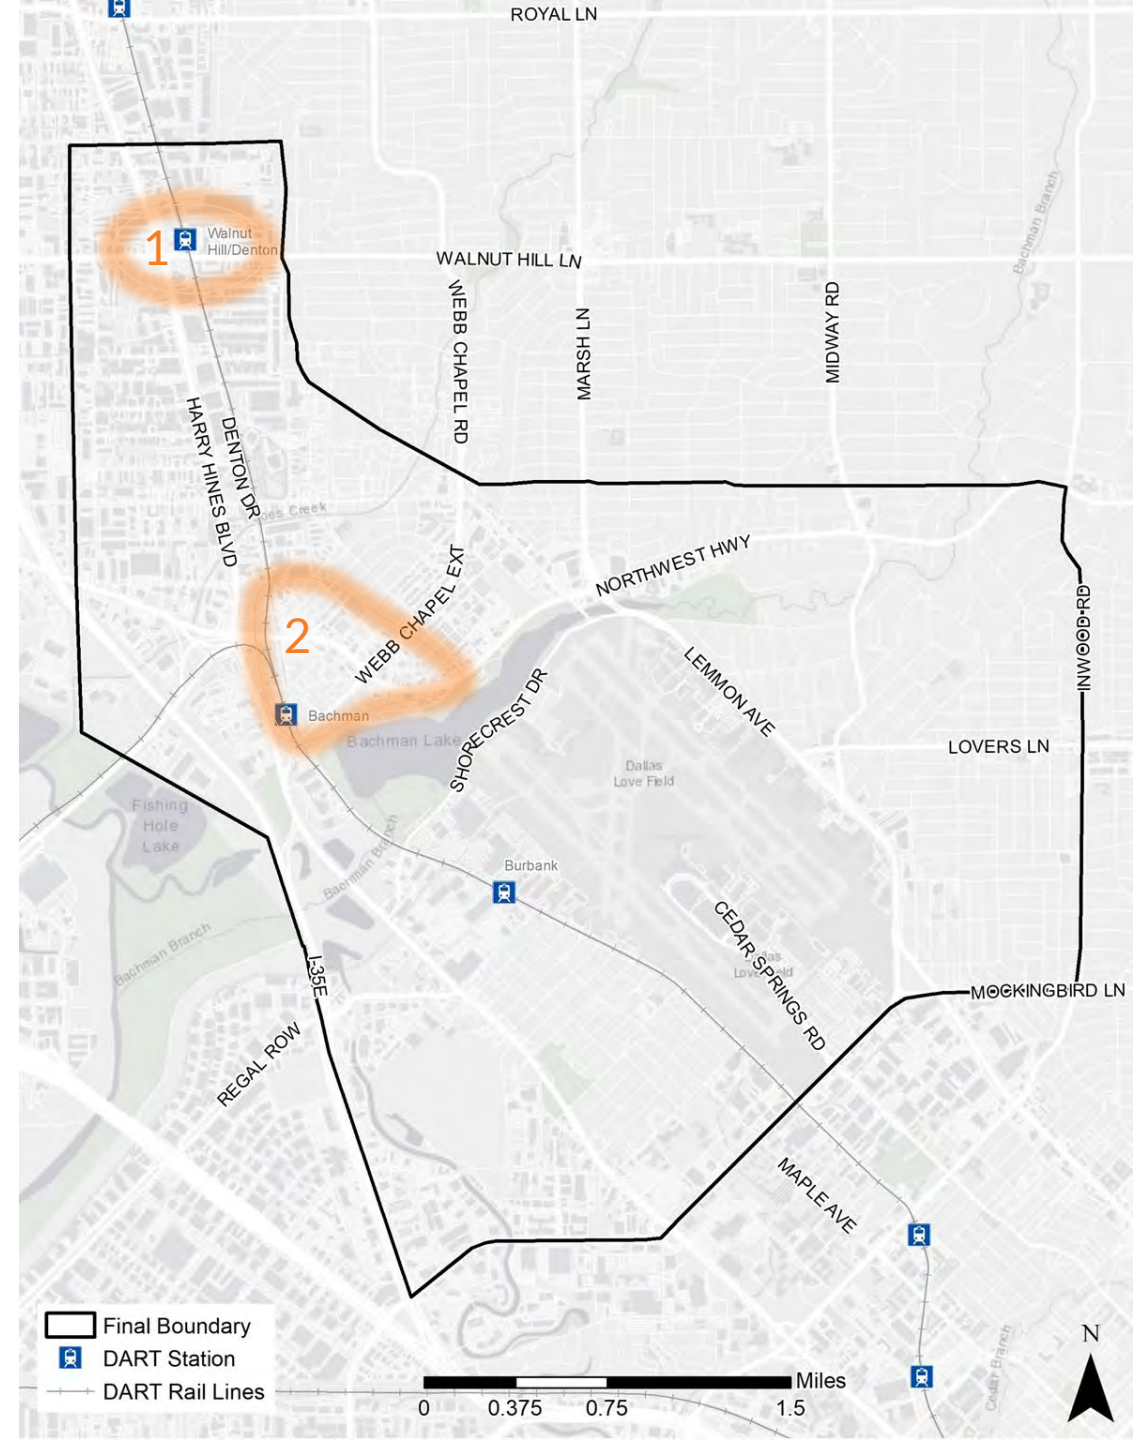 ROYAL LN
Bachman Branch
1
Walnut
Hill/Denton
WALNUT HILL LN
WEBB CHAPEL RD
MARSH LN
MIDWAY RD
HARRY HINES BLVD
DENTON DR
Creek
WEBB CHAPEL EXT
NORTHWEST HWY
INWOOD RD
2
LEMMON AVE
SHORECREST DR
Bachman
Bachman Lake
LOVERS LN
Dallas
Love Field
Fishing
Hole
Lake
Bachman Branch
Burbank
CEDAR SPRINGS RD
Bachman Branch
I-35E
MOCKINGBIRD LN
REGAL ROW
MAPLE AVE
Final Boundary
DART Station
DART Rail Lines
Miles
0 0.375 0.75 1.5
N